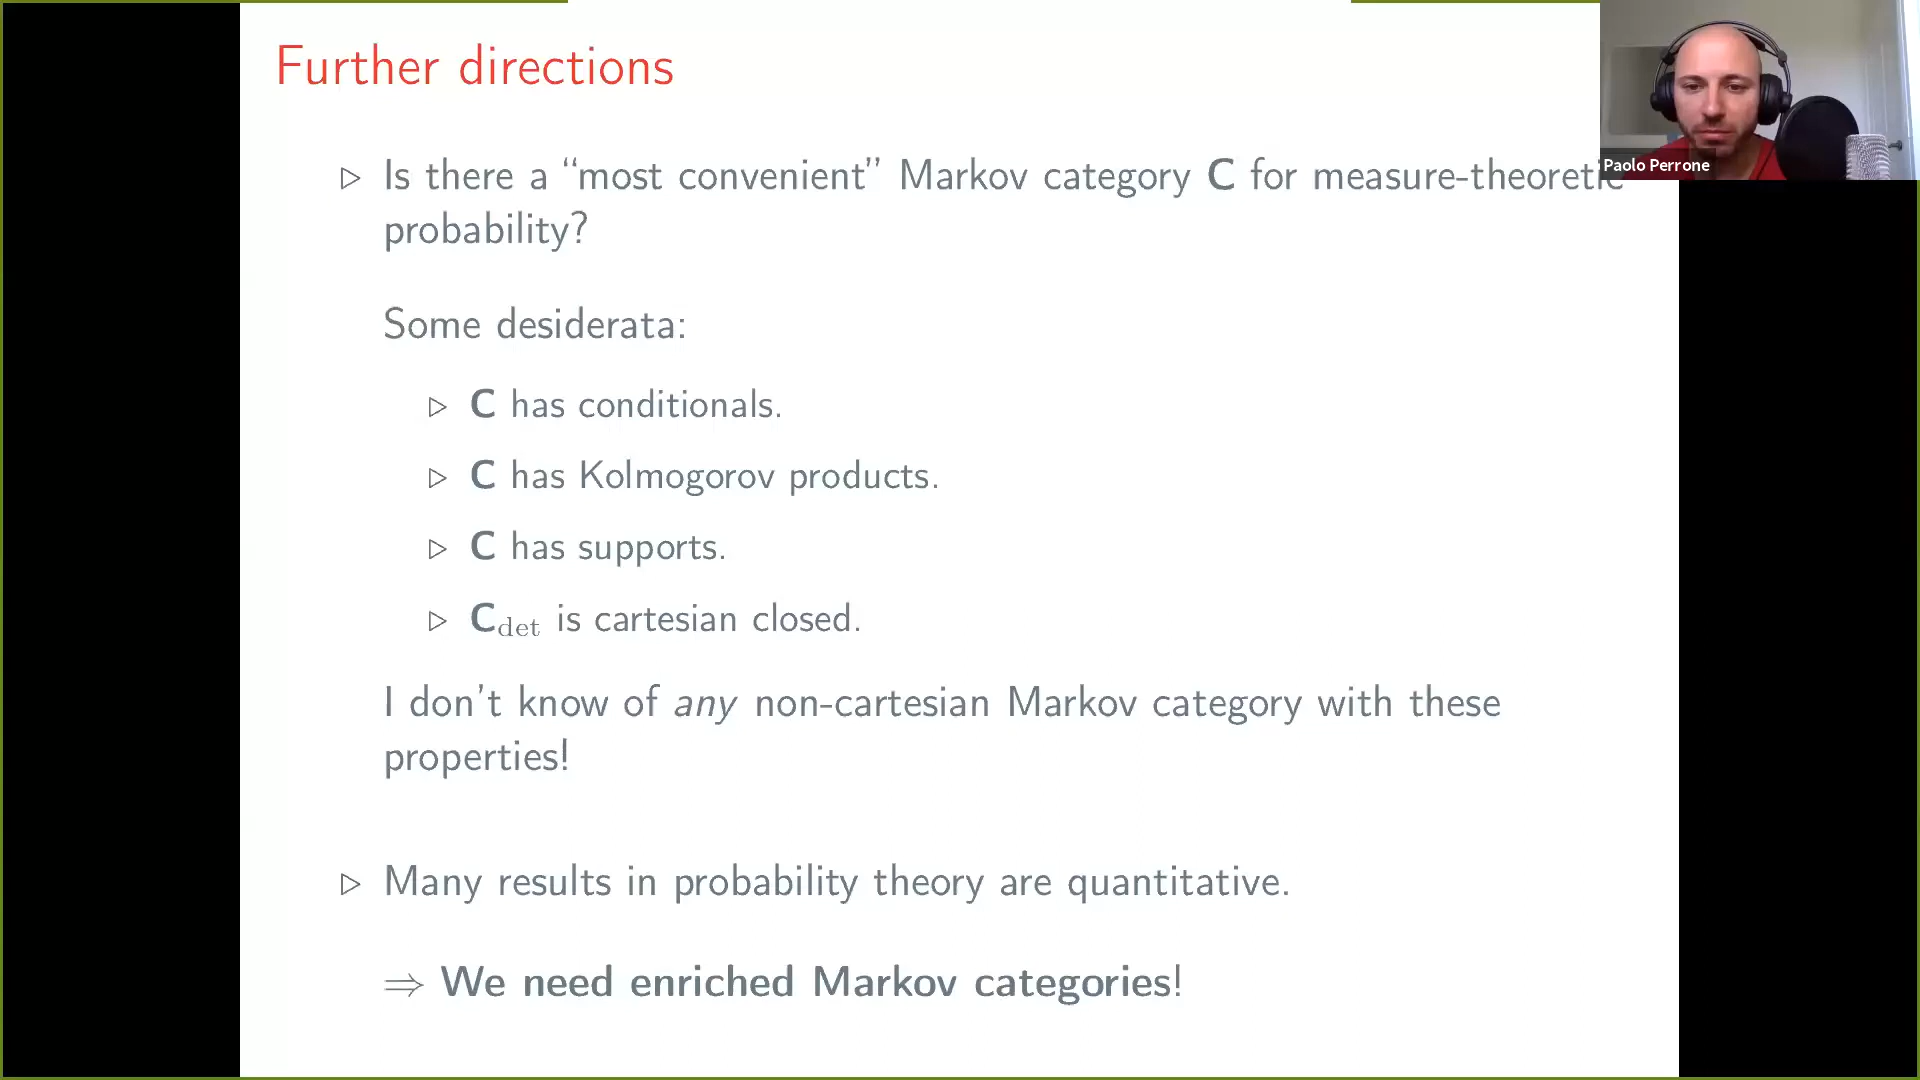 Further directions
▷ Is there a “most convenient” Markov category C for measure-theoretic
probability?
Some desiderata:
▷ C has conditionals.
▷ C has Kolmogorov products.
▷ C has supports.
▷ C_det is cartesian closed.
I don’t know of any non-cartesian Markov category with these
properties!
▷ Many results in probability theory are quantitative.
⇒ We need enriched Markov categories!
Paolo Perrone